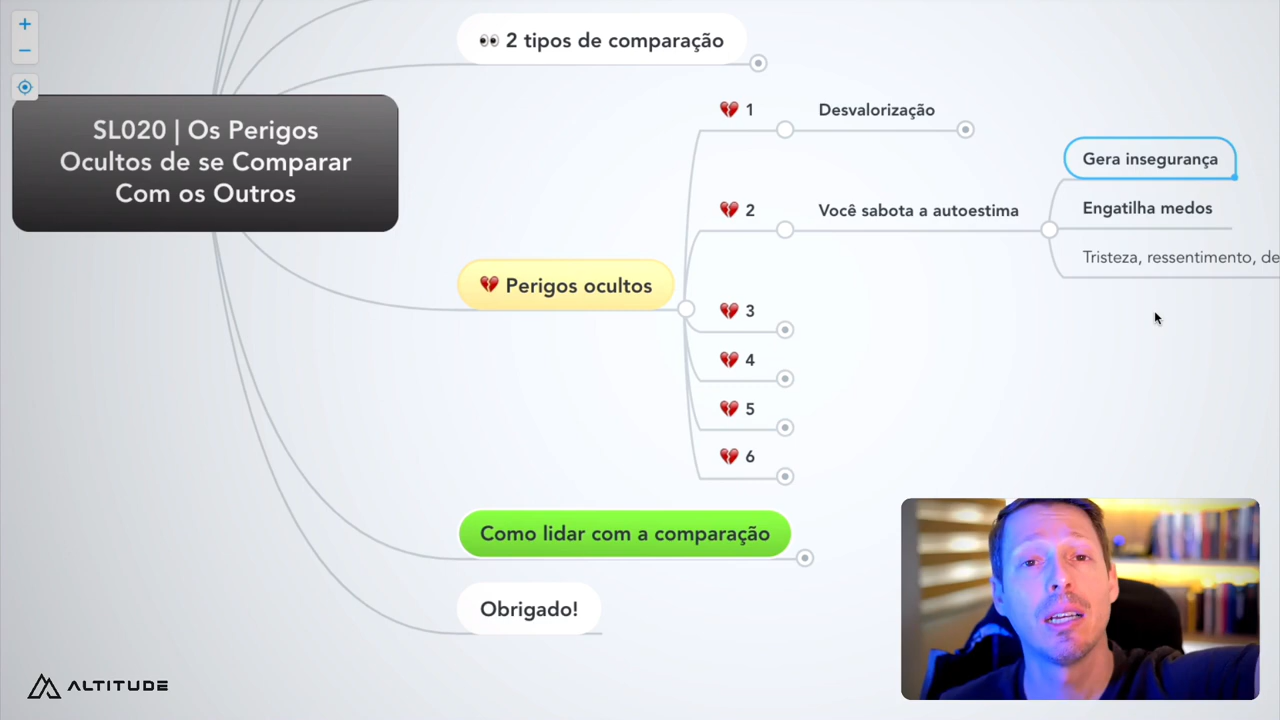 2 tipos de comparação
SL020 | Os Perigos
Ocultos de se Comparar
Com os Outros
Perigos ocultos
1
Desvalorização
2
Você sabota a autoestima
Gera insegurança
Engatilha medos
Tristeza, ressentimento, de
3
4
5
6
Como lidar com a comparação
Obrigado!
ALTITUDE